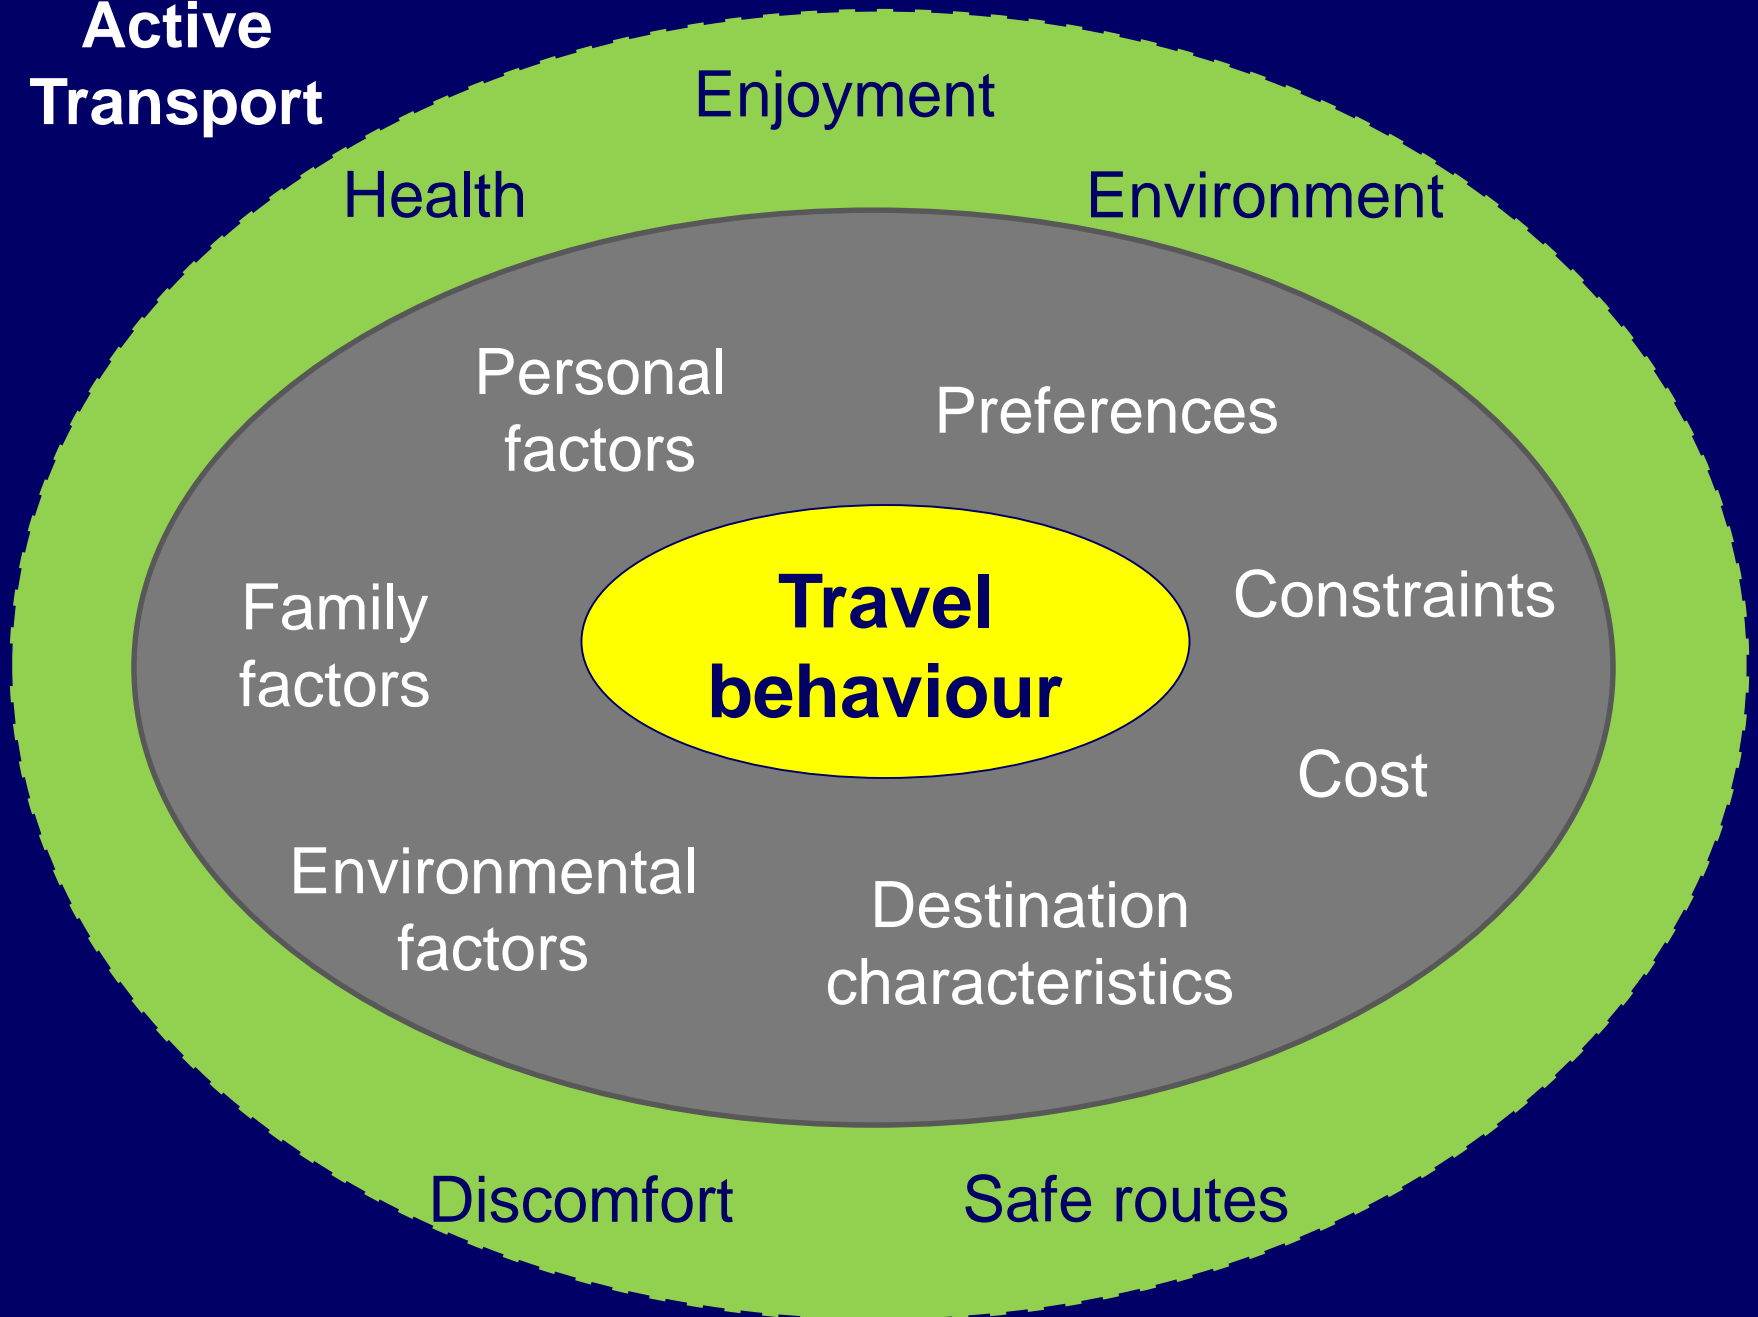 Active
Transport
Enjoyment
Health
Environment
Personal
factors
Preferences
Family
factors
Travel
behaviour
Constraints
Cost
Environmental
factors
Destination
characteristics
Discomfort
Safe routes